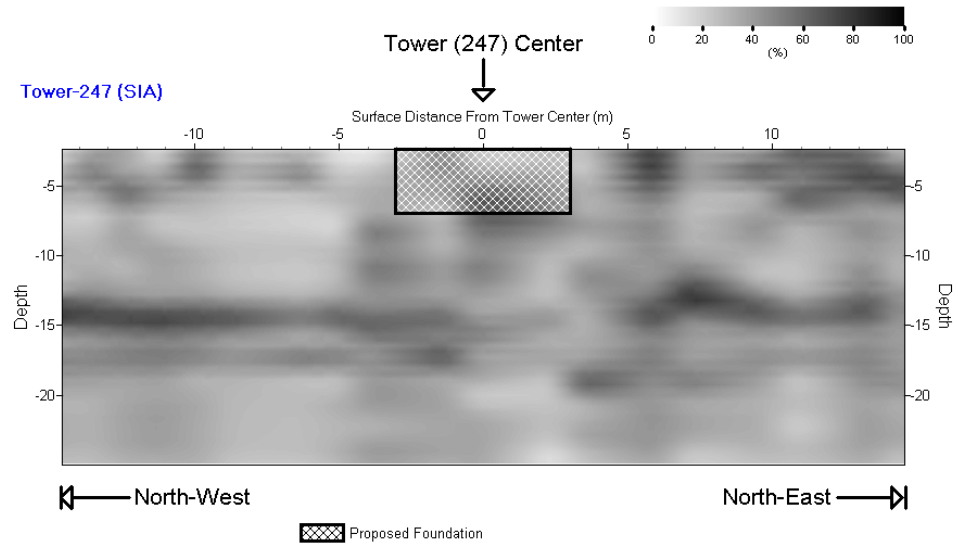 0 20 40 60 80 100
(%)
Tower (247) Center
Tower-247 (SIA)
Surface Distance From Tower Center (m)
-10 -5 0 5 10
-5 -5
-10 -10
Depth Depth
-15 -15
-20 -20
North-West North-East
Proposed Foundation